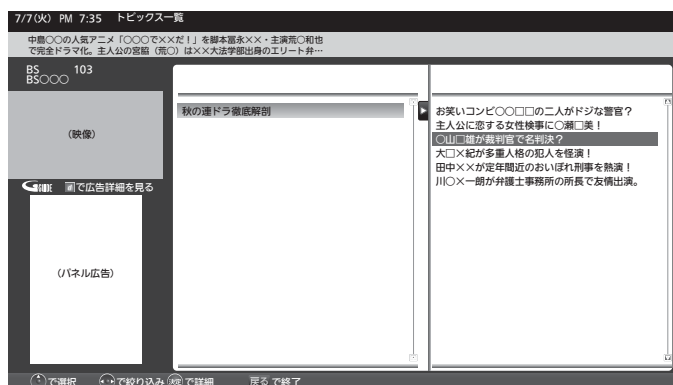 7/7(火) PM 7:35 トピックス一覧
中島○○の人気アニメ「○○○で××だ!」を脚本冨永××・主演荒○和也
で完全ドラマ化。主人公の宮脇(荒○)は××大法学部出身のエリート弁…
BS 103
BS○○○
(映像)
GUIDE で広告詳細を見る
(パネル広告)
秋の連ドラ徹底解剖
お笑いコンビ○○□□の二人がドジな警官?
主人公に恋する女性検事に○瀬□美!
○山□雄が裁判官で名判決?
大□×紀が多重人格の犯人を怪演!
田中××が定年間近のおいぼれ刑事を熱演!
川○×一朗が弁護士事務所の所長で友情出演。
で選択 で絞り込み 決定 で詳細 戻る で終了